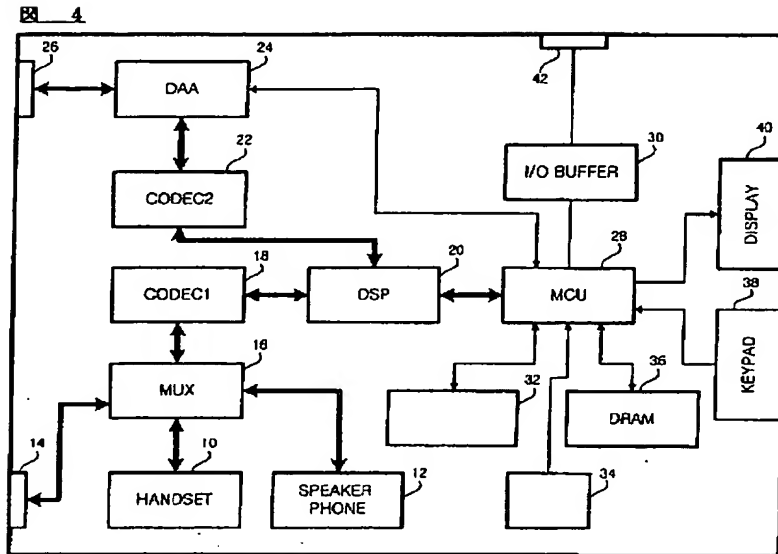 図 4
26
24
42
DAA
40
22
30
I/O BUFFER
DISPLAY
CODEC2
18
20
28
38
CODEC1
DSP
MCU
KEYPAD
16
MUX
32
36
DRAM
14
10
12
34
HANDSET
SPEAKER
PHONE